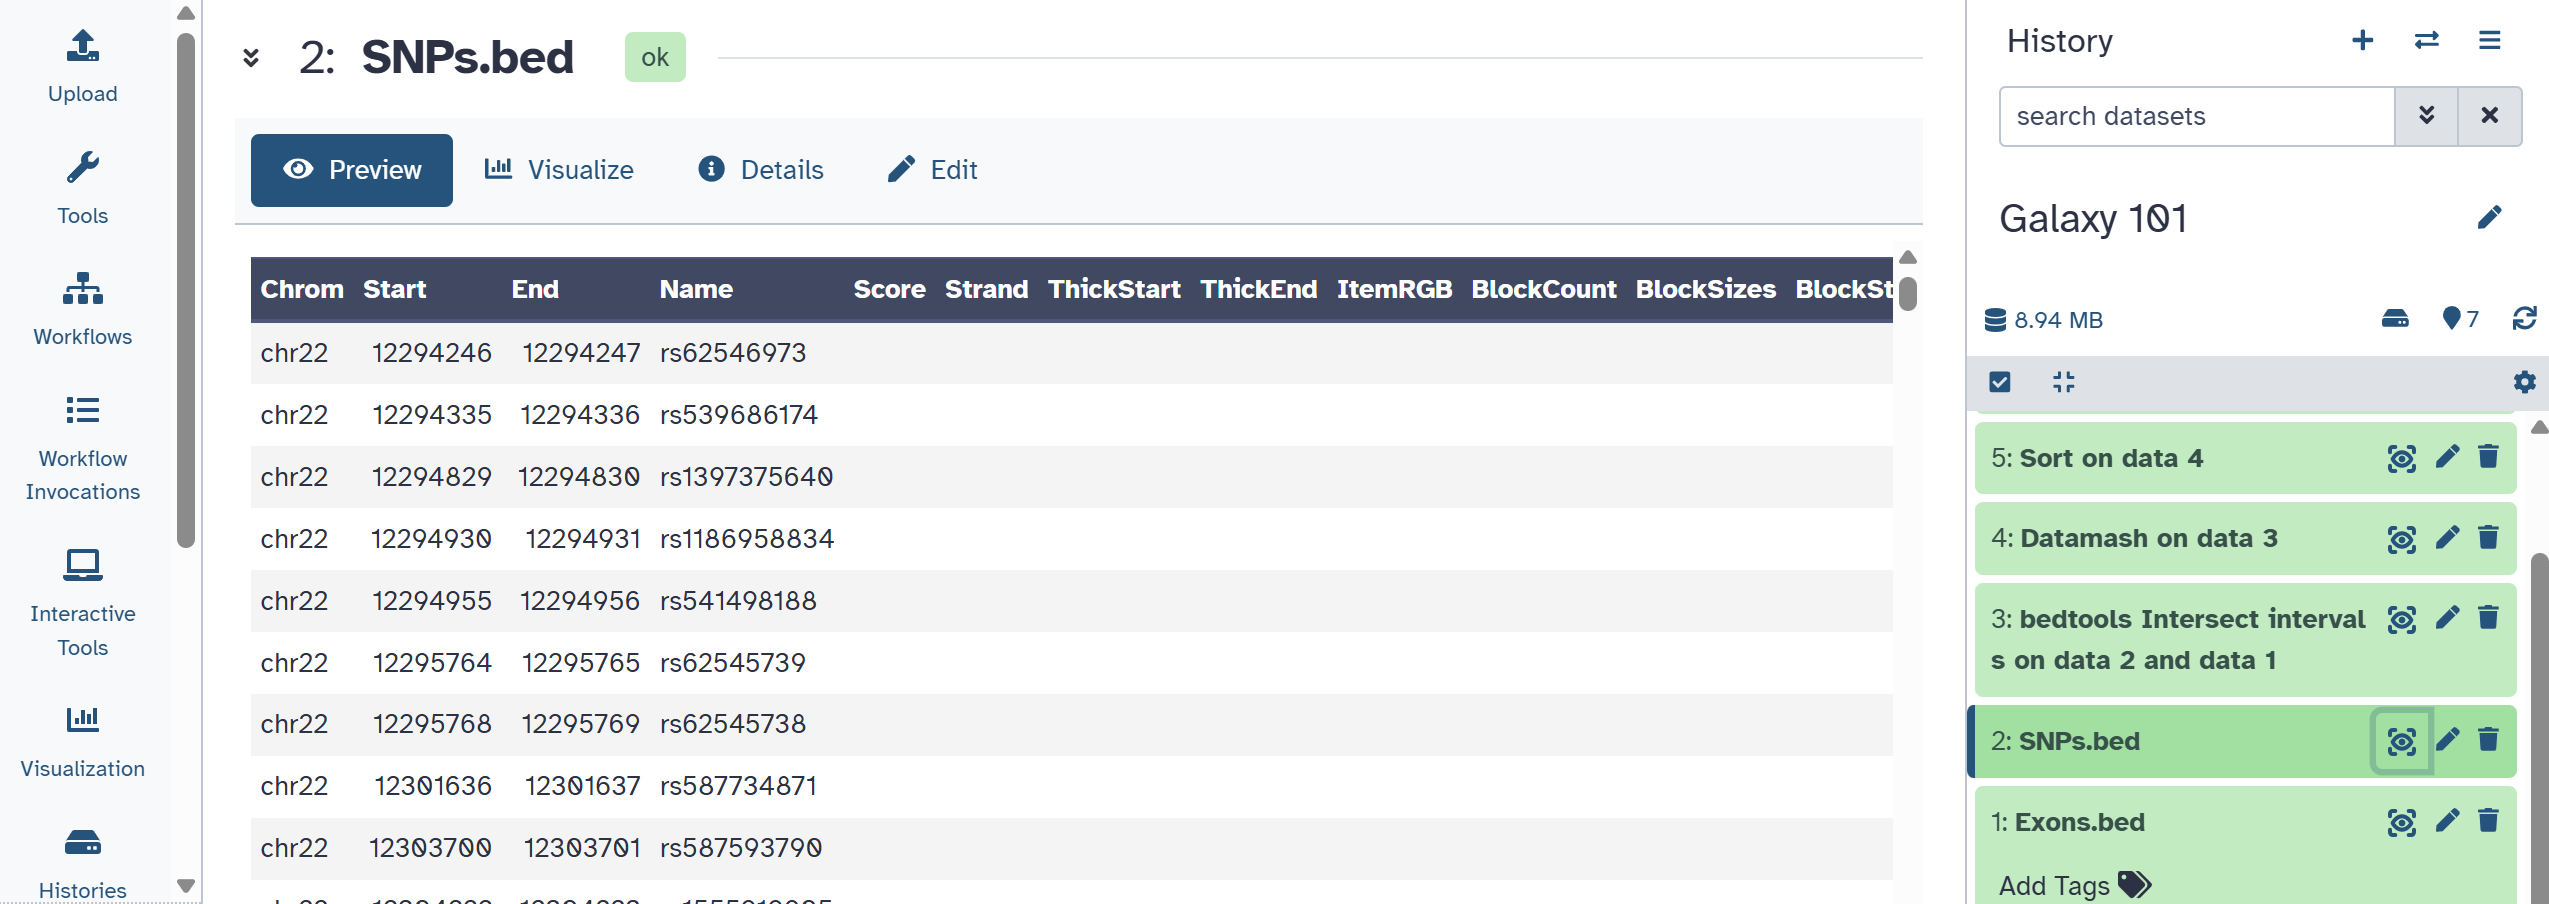 Upload
Tools
Workflows
Workflow
Invocations
Interactive
Tools
Visualization
Histories
2: SNPs.bed ok
Preview Visualize Details Edit
Chrom Start End Name Score Strand ThickStart ThickEnd ItemRGB BlockCount BlockSizes BlockSt
chr22 12294246 12294247 rs62546973
chr22 12294335 12294336 rs539686174
chr22 12294829 12294830 rs1397375640
chr22 12294930 12294931 rs1186958834
chr22 12294955 12294956 rs541498188
chr22 12295764 12295765 rs62545739
chr22 12295768 12295769 rs62545738
chr22 12301636 12301637 rs587734871
chr22 12303700 12303701 rs587593790
History
search datasets
Galaxy 101
8.94 MB 7
5: Sort on data 4
4: Datamash on data 3
3: bedtools Intersect interval
s on data 2 and data 1
2: SNPs.bed
1: Exons.bed
Add Tags